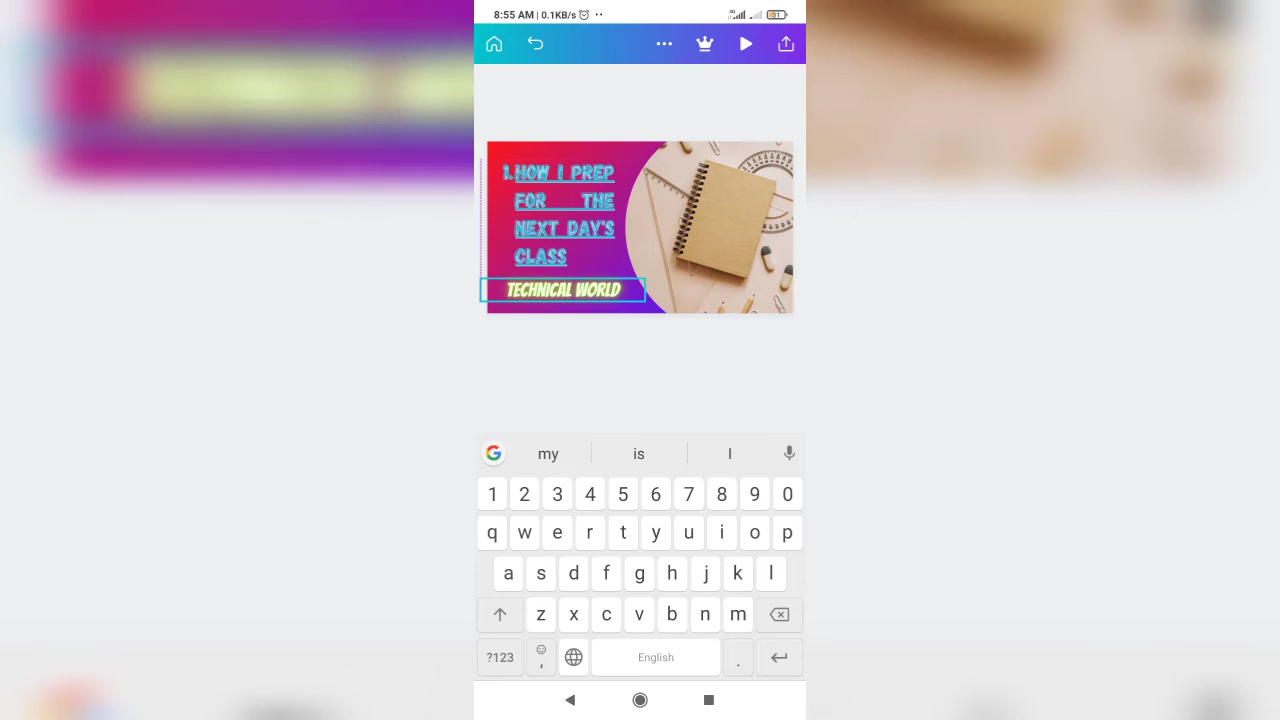 8:55 AM | 0.1KB/s
1. HOW I PREP
FOR THE
NEXT DAY'S
CLASS
TECHNICAL WORLD
my is I
1 2 3 4 5 6 7 8 9 0
q w e r t y u i o p
a s d f g h j k l
z x c v b n m
?123 , English .